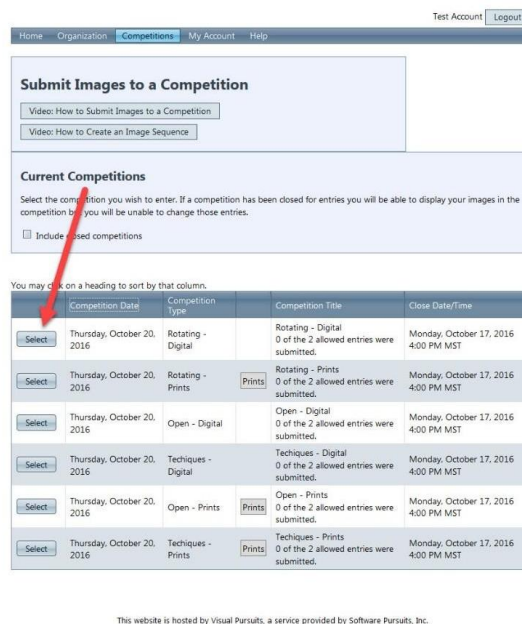 Test Account Logout
Home Organization Competitions My Account Help
Submit Images to a Competition
Video: How to Submit Images to a Competition
Video: How to Create an Image Sequence
Current Competitions
Select the competition you wish to enter. If a competition has been closed for entries you will be able to display your images in the
competition but you will be unable to change those entries.
Include closed competitions
You may click on a heading to sort by that column.
Competition Date Competition Type Competition Title Close Date/Time
Select Thursday, October 20, 2016 Rotating - Digital Rotating - Digital 0 of the 2 allowed entries were submitted. Monday, October 17, 2016 4:00 PM MST
Select Thursday, October 20, 2016 Rotating - Prints Prints Rotating - Prints 0 of the 2 allowed entries were submitted. Monday, October 17, 2016 4:00 PM MST
Select Thursday, October 20, 2016 Open - Digital Open - Digital 0 of the 2 allowed entries were submitted. Monday, October 17, 2016 4:00 PM MST
Select Thursday, October 20, 2016 Techiques - Digital Techiques - Digital 0 of the 2 allowed entries were submitted. Monday, October 17, 2016 4:00 PM MST
Select Thursday, October 20, 2016 Open - Prints Prints Open - Prints 0 of the 2 allowed entries were submitted. Monday, October 17, 2016 4:00 PM MST
Select Thursday, October 20, 2016 Techiques - Prints Prints Techiques - Prints 0 of the 2 allowed entries were submitted. Monday, October 17, 2016 4:00 PM MST
This website is hosted by Visual Pursuits, a service provided by Software Pursuits, Inc.